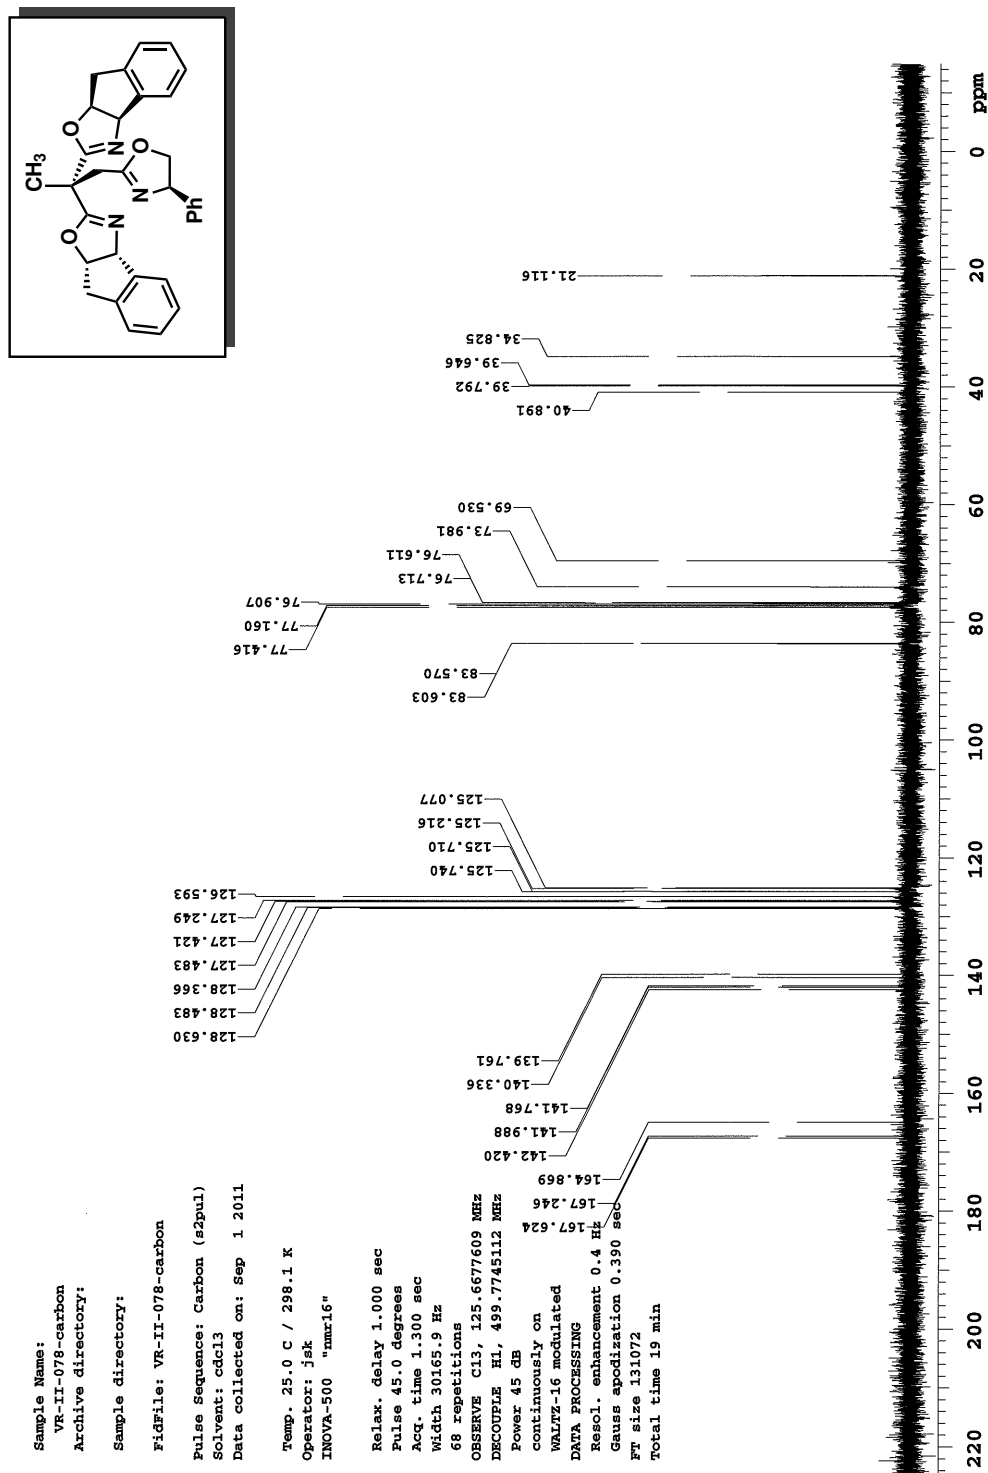 Sample Name:
VR-II-078-carbon
Archive directory:
Sample directory:
FidFile: VR-II-078-carbon
Pulse Sequence: Carbon (s2pul)
Solvent: cdcl3
Data collected on: Sep 1 2011
Temp. 25.0 C / 298.1 K
Operator: jsk
INOVA-500 "nmr16"
Relax. delay 1.000 sec
Pulse 45.0 degrees
Acq. time 1.300 sec
Width 30165.9 Hz
68 repetitions
OBSERVE C13, 125.6677609 MHz
DECOUPLE H1, 499.7745112 MHz
Power 45 dB
continuously on
WALTZ-16 modulated
DATA PROCESSING
Resol. enhancement 0.4 Hz
Gauss apodization 0.390 sec
FT size 131072
Total time 19 min
CH3
O
O
N
N
N
O
Ph
167.624
167.246
164.869
142.420
141.988
141.768
140.336
139.761
128.630
128.483
128.366
127.483
127.421
127.249
126.593
125.740
125.710
125.216
125.077
83.603
83.570
77.416
77.160
76.907
76.713
76.611
73.981
69.530
40.891
39.792
39.646
34.825
21.116
220
200
180
160
140
120
100
80
60
40
20
0
ppm